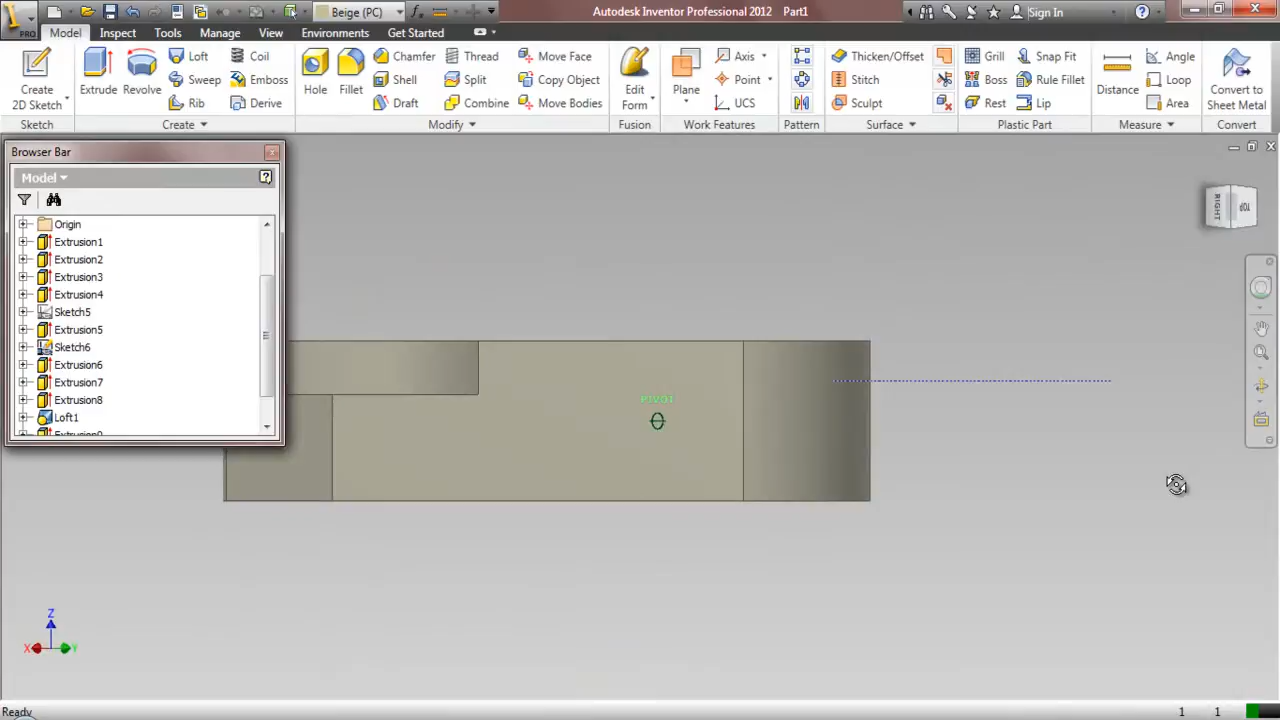 PRO
Beige (PC)
Autodesk Inventor Professional 2012 Part1
Sign In
Model Inspect Tools Manage View Environments Get Started
Create
2D Sketch
Extrude
Revolve
Loft
Sweep
Rib
Coil
Emboss
Derive
Hole
Fillet
Chamfer
Shell
Draft
Thread
Split
Combine
Move Face
Copy Object
Move Bodies
Edit
Form
Plane
Axis
Point
UCS
Thicken/Offset
Stitch
Sculpt
Grill
Boss
Rest
Snap Fit
Rule Fillet
Lip
Distance
Angle
Loop
Area
Convert to
Sheet Metal
Sketch Create Modify Fusion Work Features Pattern Surface Plastic Part Measure Convert
Browser Bar
Model
Origin
Extrusion1
Extrusion2
Extrusion3
Extrusion4
Sketch5
Extrusion5
Sketch6
Extrusion6
Extrusion7
Extrusion8
Loft1
Extrusion9
PIVOT
RIGHT
TOP
Z
X
Y
Ready
1 1